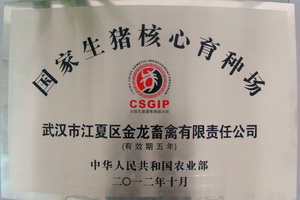 国家生猪核心育种场
CSGIP
武汉市江夏区金龙畜禽有限责任公司
(有效期五年)
中华人民共和国农业部
二〇一二年十月